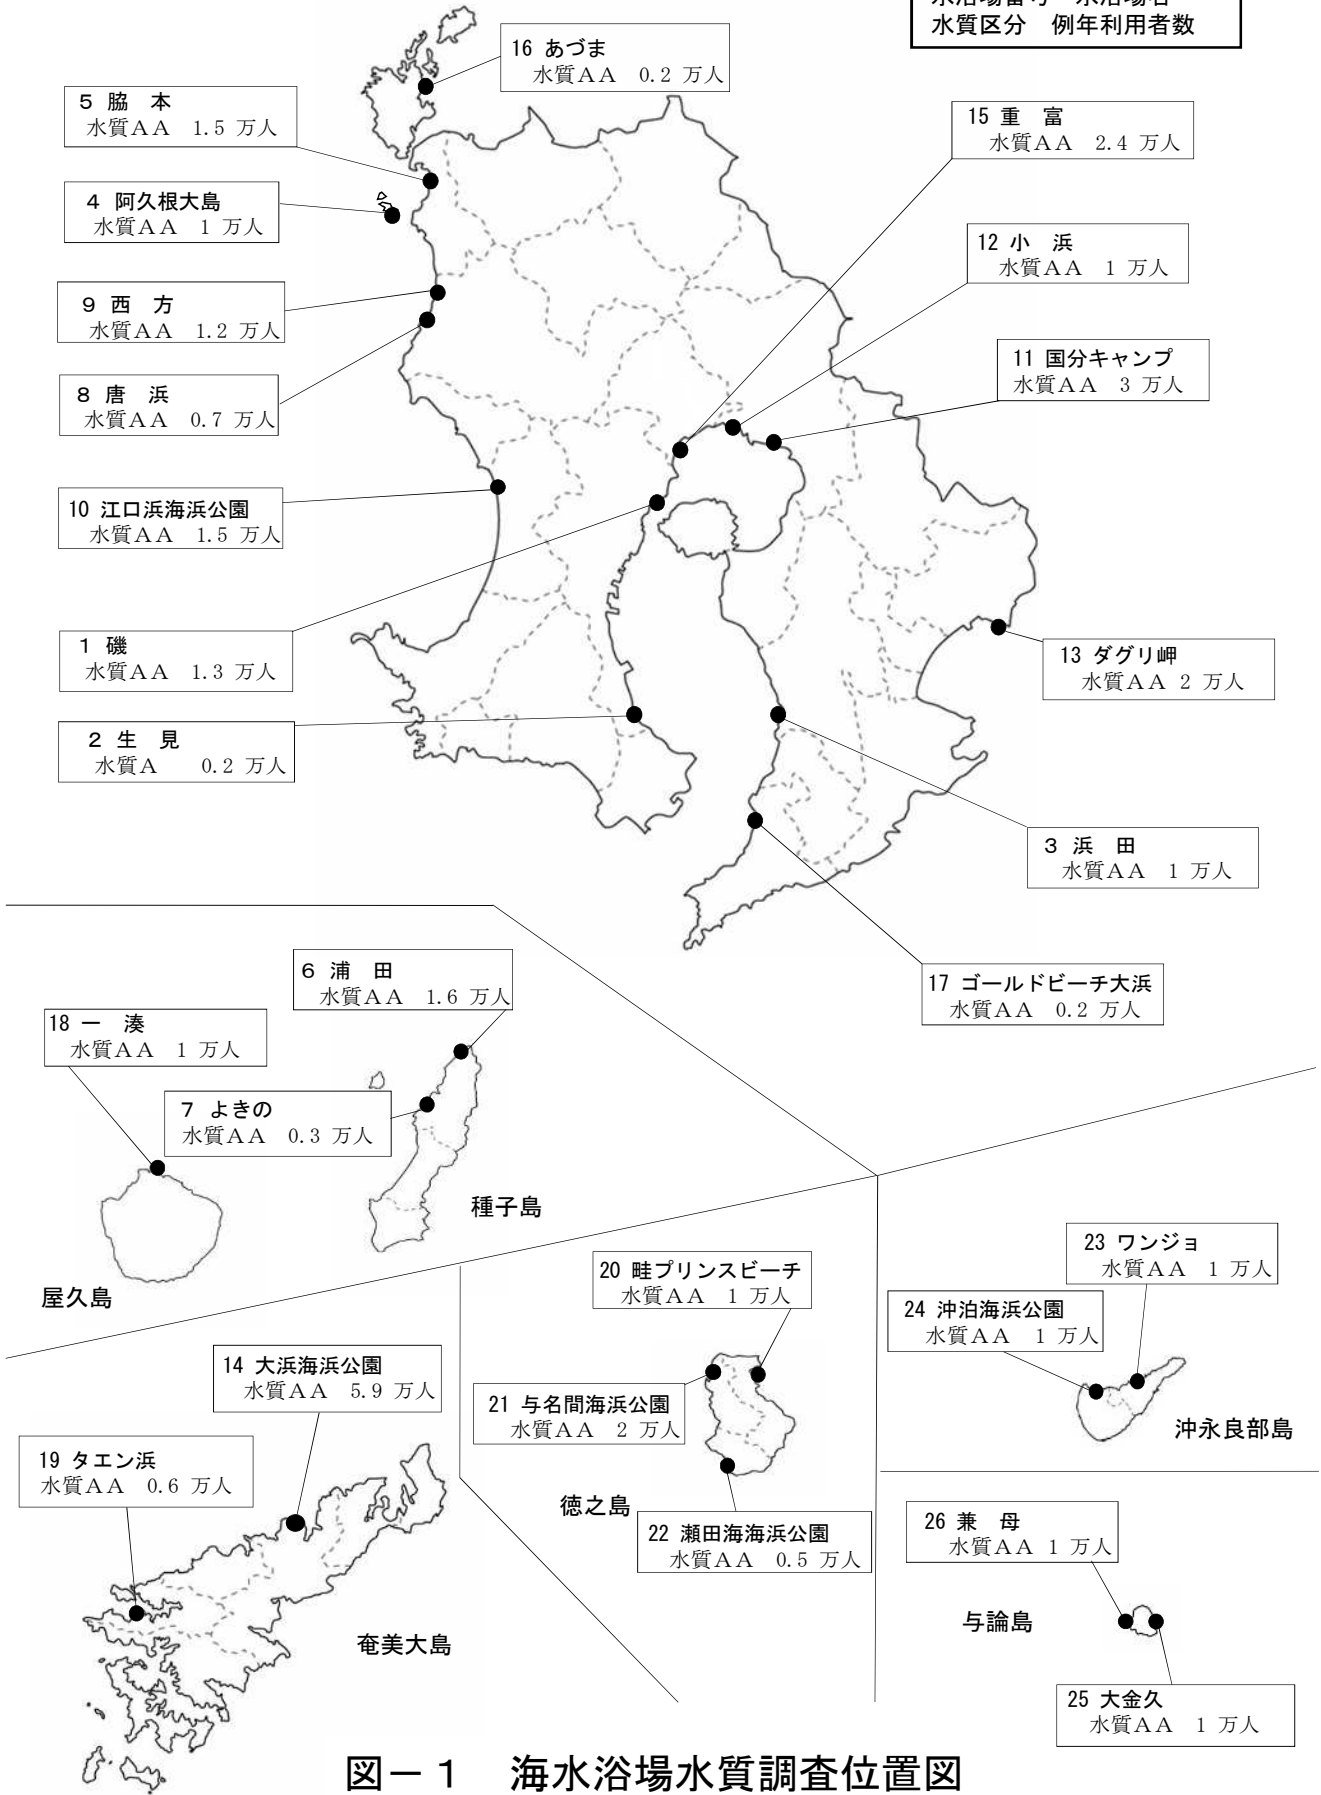 水質区分　例年利用者数
16 あづま
水質ＡＡ　0.2 万人
5 脇　本
水質ＡＡ　1.5 万人
15 重　富
水質ＡＡ　2.4 万人
4 阿久根大島
水質ＡＡ　1 万人
12 小　浜
水質ＡＡ　1 万人
9 西　方
水質ＡＡ　1.2 万人
11 国分キャンプ
水質ＡＡ　3 万人
8 唐　浜
水質ＡＡ　0.7 万人
10 江口浜海浜公園
水質ＡＡ　1.5 万人
1 磯
水質ＡＡ　1.3 万人
13 ダグリ岬
水質ＡＡ 2 万人
2 生　見
水質Ａ　0.2 万人
3 浜　田
水質ＡＡ　1 万人
6 浦　田
水質ＡＡ　1.6 万人
17 ゴールドビーチ大浜
水質ＡＡ　0.2 万人
18 一　湊
水質ＡＡ　1 万人
7 よきの
水質ＡＡ　0.3 万人
種子島
屋久島
23 ワンジョ
水質ＡＡ　1 万人
20 畦プリンスビーチ
水質ＡＡ　1 万人
24 沖泊海浜公園
水質ＡＡ　1 万人
14 大浜海浜公園
水質ＡＡ　5.9 万人
21 与名間海浜公園
水質ＡＡ　2 万人
沖永良部島
19 タエン浜
水質ＡＡ　0.6 万人
徳之島
22 瀬田海海浜公園
水質ＡＡ　0.5 万人
26 兼　母
水質ＡＡ 1 万人
与論島
奄美大島
25 大金久
水質ＡＡ　1 万人
図－１　海水浴場水質調査位置図